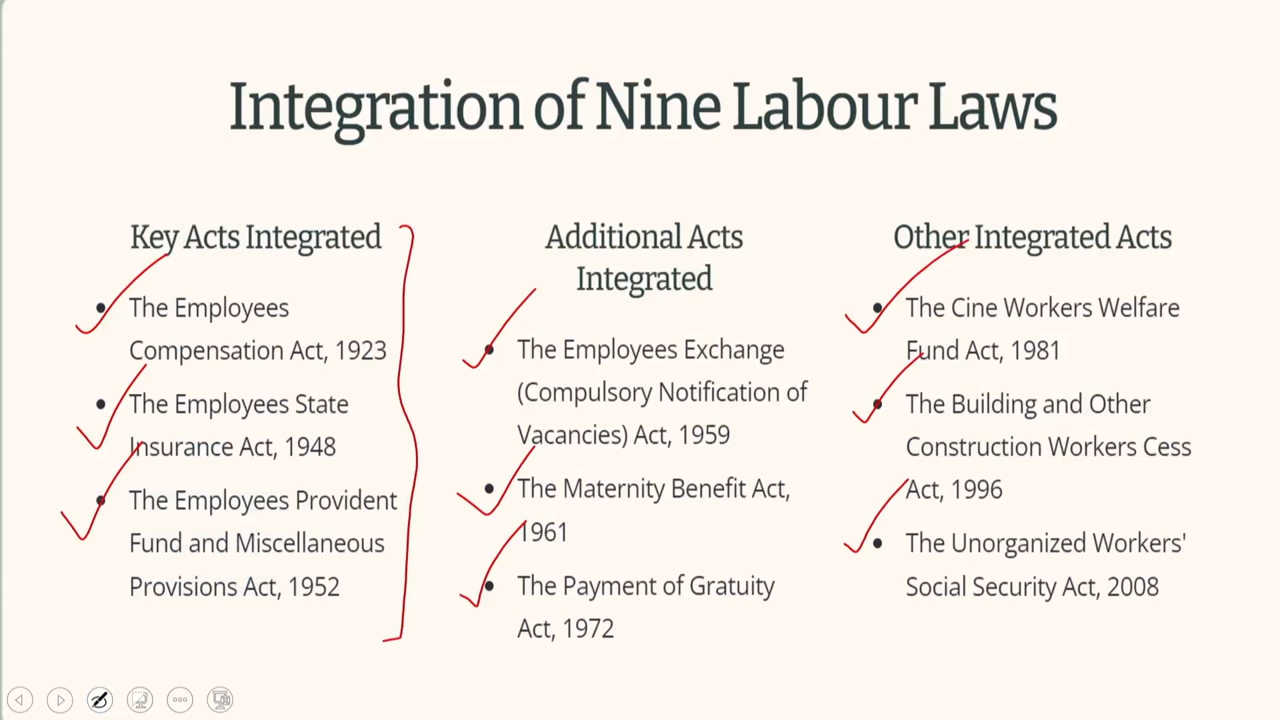 Integration of Nine Labour Laws
Key Acts Integrated
• The Employees
Compensation Act, 1923
• The Employees State
Insurance Act, 1948
• The Employees Provident
Fund and Miscellaneous
Provisions Act, 1952
Additional Acts
Integrated
• The Employees Exchange
(Compulsory Notification of
Vacancies) Act, 1959
• The Maternity Benefit Act,
1961
• The Payment of Gratuity
Act, 1972
Other Integrated Acts
• The Cine Workers Welfare
Fund Act, 1981
• The Building and Other
Construction Workers Cess
Act, 1996
• The Unorganized Workers'
Social Security Act, 2008